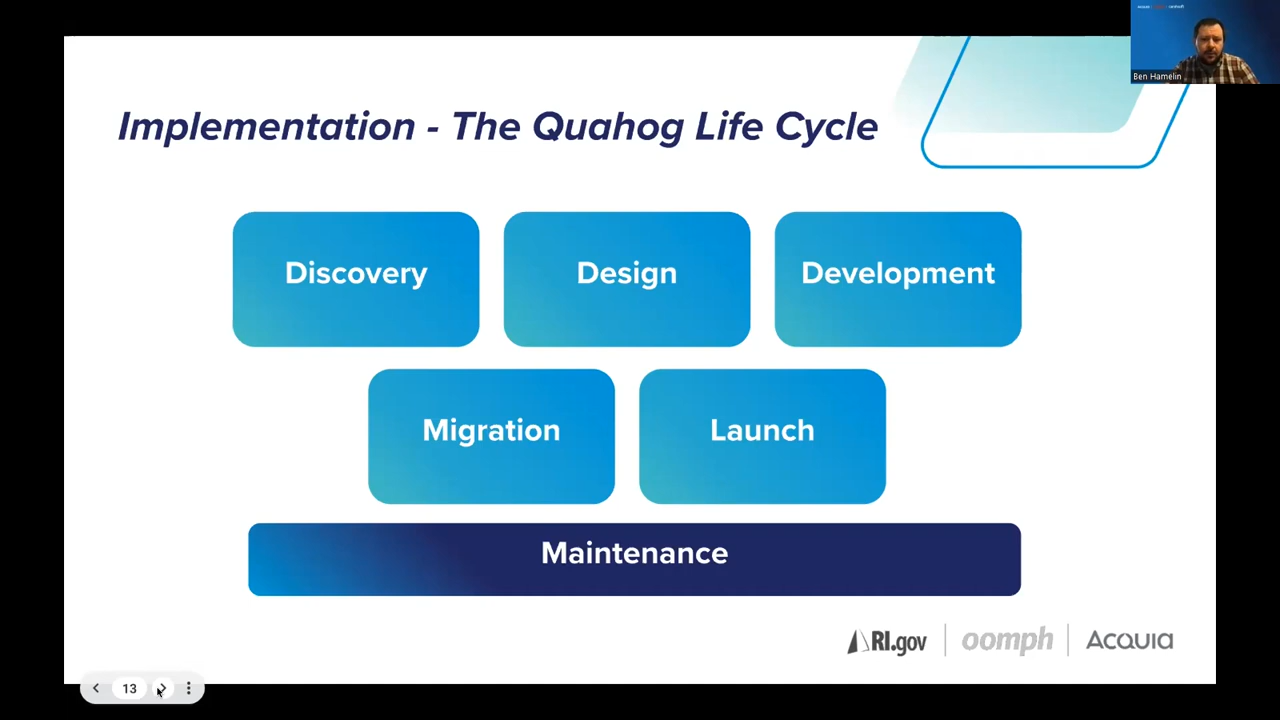 Ben Hamelin
Implementation - The Quahog Life Cycle
Discovery
Design
Development
Migration
Launch
Maintenance
RI.gov
oomph
Acquia
13